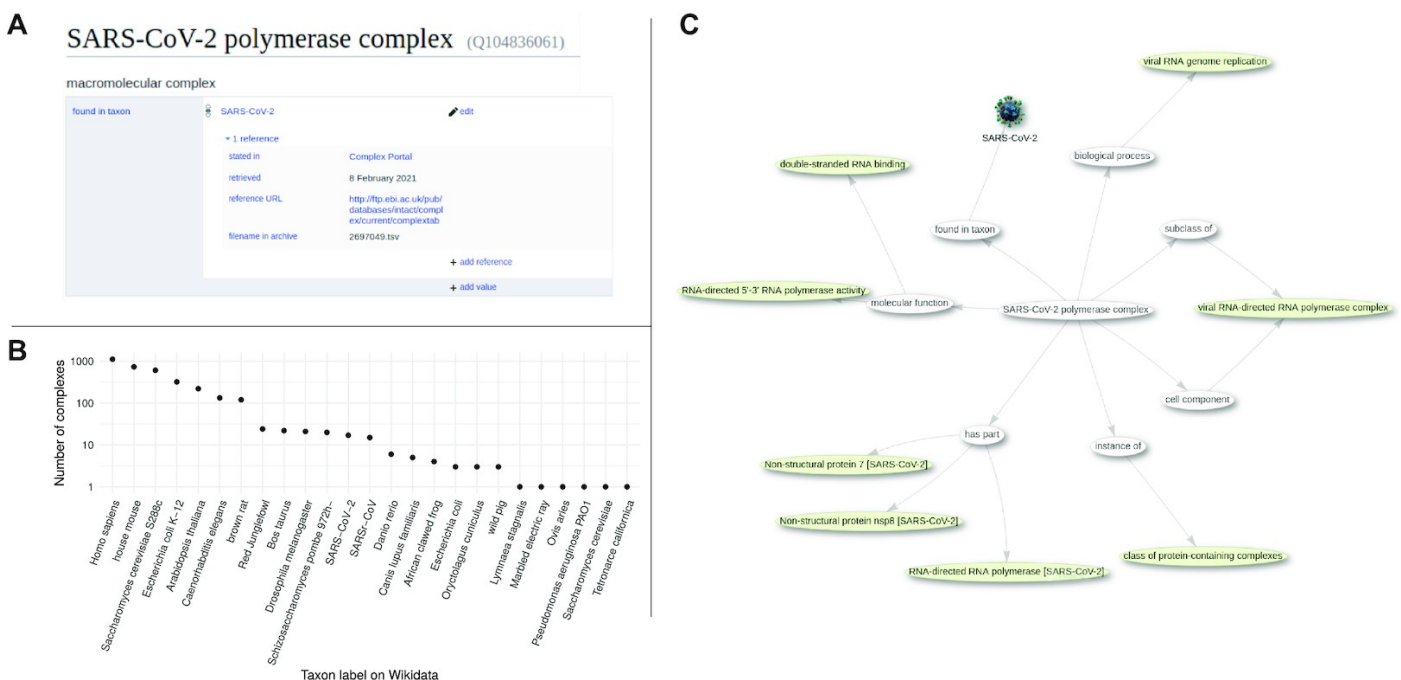 A
SARS-CoV-2 polymerase complex (Q104836061)
macromolecular complex
found in taxon
SARS-CoV-2
edit
1 reference
stated in
Complex Portal
retrieved
8 February 2021
reference URL
http://ftp.ebi.ac.uk/pub/
databases/intact/compl
ex/current/complextab
filename in archive
2697049.tsv
+ add reference
+ add value
B
Number of complexes
1000
100
10
1
Homo sapiens
house mouse
Saccharomyces cerevisiae S288c
Escherichia coli K-12
Arabidopsis thaliana
Caenorhabditis elegans
brown rat
Red Junglefowl
Bos taurus
Drosophila melanogaster
Schizosaccharomyces pombe 972h-
SARS-CoV-2
SARSr-CoV
Danio rerio
Canis lupus familiaris
African clawed frog
Escherichia coli
Oryctolagus cuniculus
wild pig
Lymnaea stagnalis
Marbled electric ray
Ovis aries
Pseudomonas aeruginosa PAO1
Saccharomyces cerevisiae
Tetronarce californica
Taxon label on Wikidata
C
viral RNA genome replication
SARS-CoV-2
biological process
double-stranded RNA binding
found in taxon
subclass of
RNA-directed 5'-3' RNA polymerase activity
molecular function
SARS-CoV-2 polymerase complex
viral RNA-directed RNA polymerase complex
cell component
has part
instance of
Non-structural protein 7 [SARS-CoV-2]
Non-structural protein nsp8 [SARS-CoV-2]
class of protein-containing complexes
RNA-directed RNA polymerase [SARS-CoV-2]